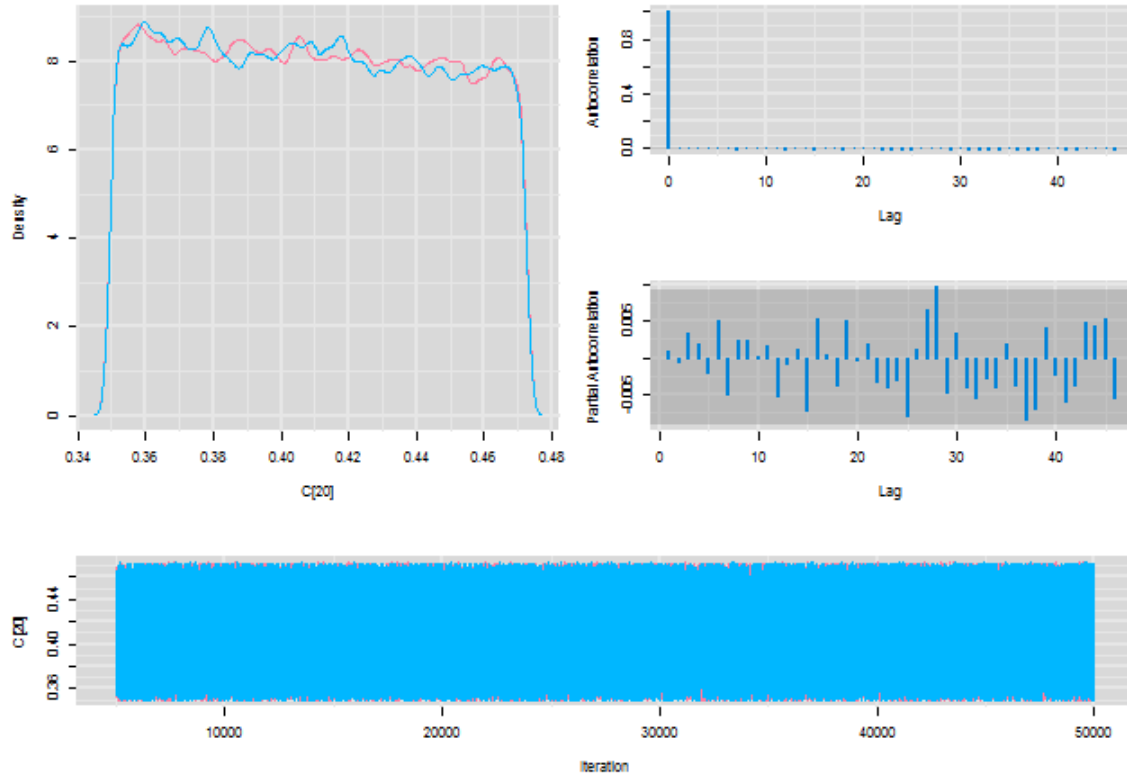 Density
8
6
4
2
0
0.34 0.36 0.38 0.40 0.42 0.44 0.46 0.48
C[20]
Autocorrelation
0.8
0.4
0.0
0 10 20 30 40
Lag
Partial Autocorrelation
0.005
-0.005
0 10 20 30 40
Lag
C[20]
0.44
0.40
0.36
10000 20000 30000 40000 50000
Iteration